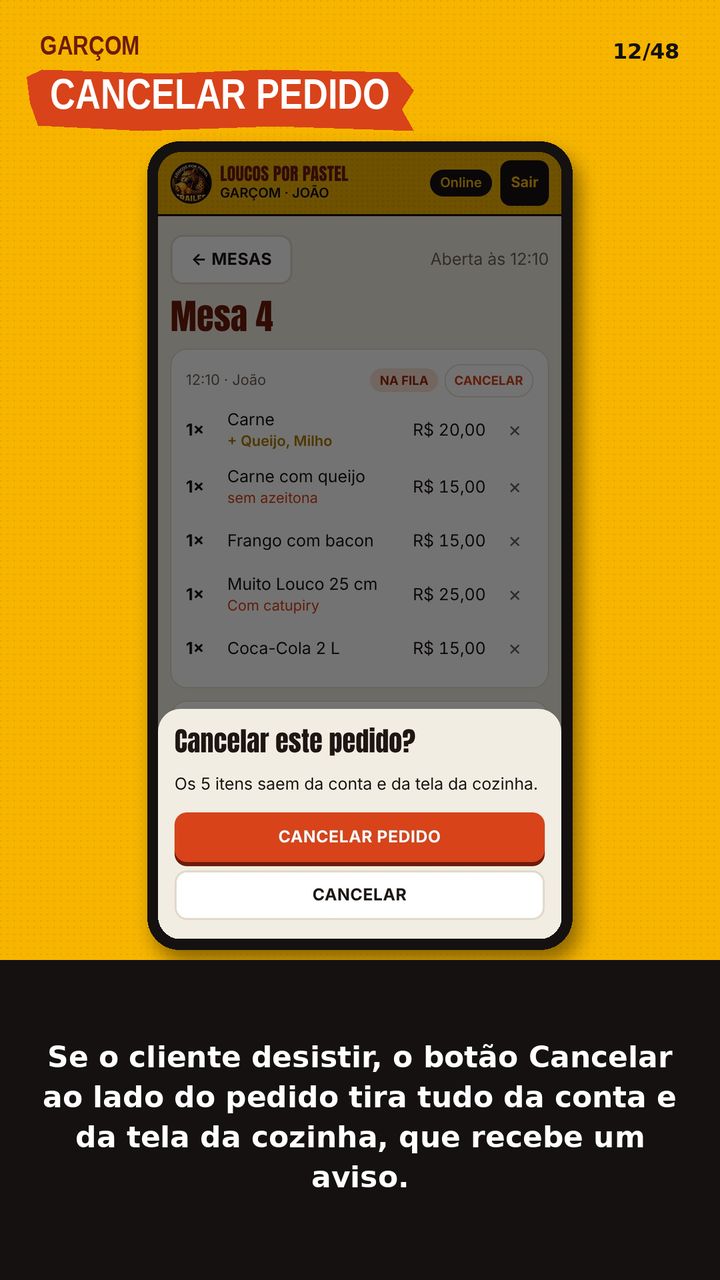 GARÇOM
12/48
CANCELAR PEDIDO
LOUCOS POR PASTEL
GARÇOM · JOÃO
Online
Sair
← MESAS
Aberta às 12:10
Mesa 4
12:10 · João
NA FILA
CANCELAR
1× Carne R$ 20,00 ×
+ Queijo, Milho
1× Carne com queijo R$ 15,00 ×
sem azeitona
1× Frango com bacon R$ 15,00 ×
1× Muito Louco 25 cm R$ 25,00 ×
Com catupiry
1× Coca-Cola 2 L R$ 15,00 ×
Cancelar este pedido?
Os 5 itens saem da conta e da tela da cozinha.
CANCELAR PEDIDO
CANCELAR
Se o cliente desistir, o botão Cancelar
ao lado do pedido tira tudo da conta e
da tela da cozinha, que recebe um
aviso.